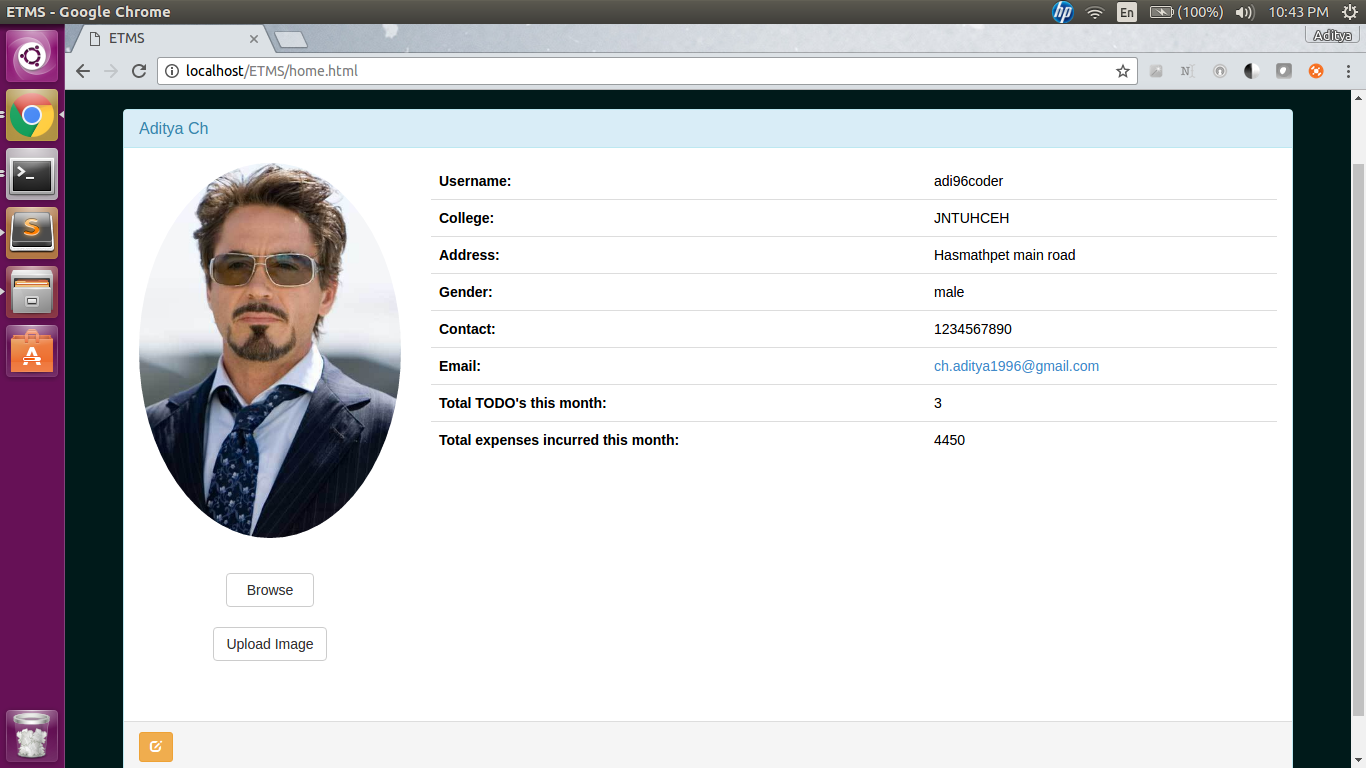 ETMS - Google Chrome
hp
En
(100%)
10:43 PM
ETMS
Aditya
localhost/ETMS/home.html
N
Aditya Ch
Username: adi96coder
College: JNTUHCEH
Address: Hasmathpet main road
Gender: male
Contact: 1234567890
Email: ch.aditya1996@gmail.com
Total TODO's this month: 3
Total expenses incurred this month: 4450
Browse
Upload Image